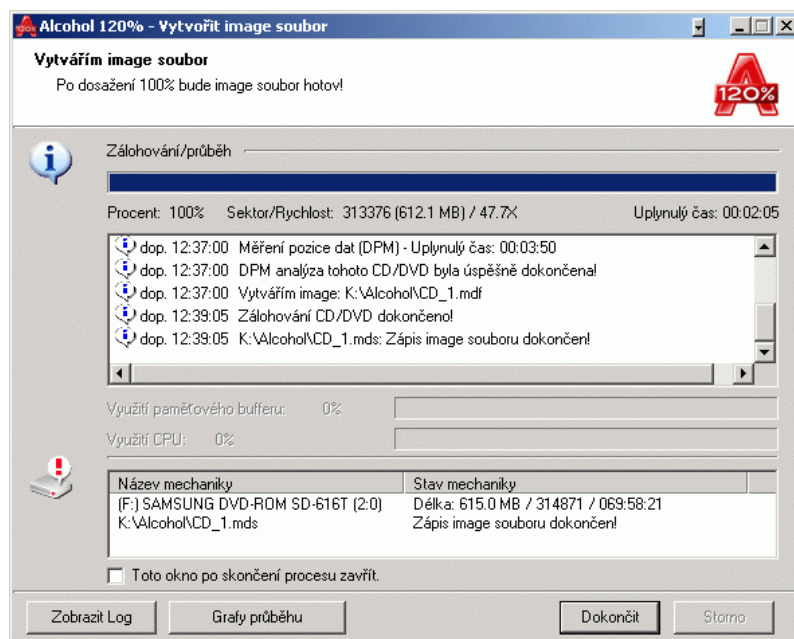 Alcohol 120% - Vytvořit image soubor
Vytvářím image soubor
Po dosažení 100% bude image soubor hotov!
120%
Zálohování/průběh
Procent: 100% Sektor/Rychlost: 313376 (612.1 MB) / 47.7X Uplynulý čas: 00:02:05
dop. 12:37:00 Měření pozice dat (DPM) - Uplynulý čas: 00:03:50
dop. 12:37:00 DPM analýza tohoto CD/DVD byla úspěšně dokončena!
dop. 12:37:00 Vytvářím image: K:\Alcohol\CD_1.mdf
dop. 12:39:05 Zálohování CD/DVD dokončeno!
dop. 12:39:05 K:\Alcohol\CD_1.mds: Zápis image souboru dokončen!
Využití paměťového bufferu: 0%
Využití CPU: 0%
Název mechaniky Stav mechaniky
(F:) SAMSUNG DVD-ROM SD-616T (2:0) Délka: 615.0 MB / 314871 / 069:58:21
K:\Alcohol\CD_1.mds Zápis image souboru dokončen!
Toto okno po skončení procesu zavřít.
Zobrazit Log Grafy průběhu Dokončit Storno